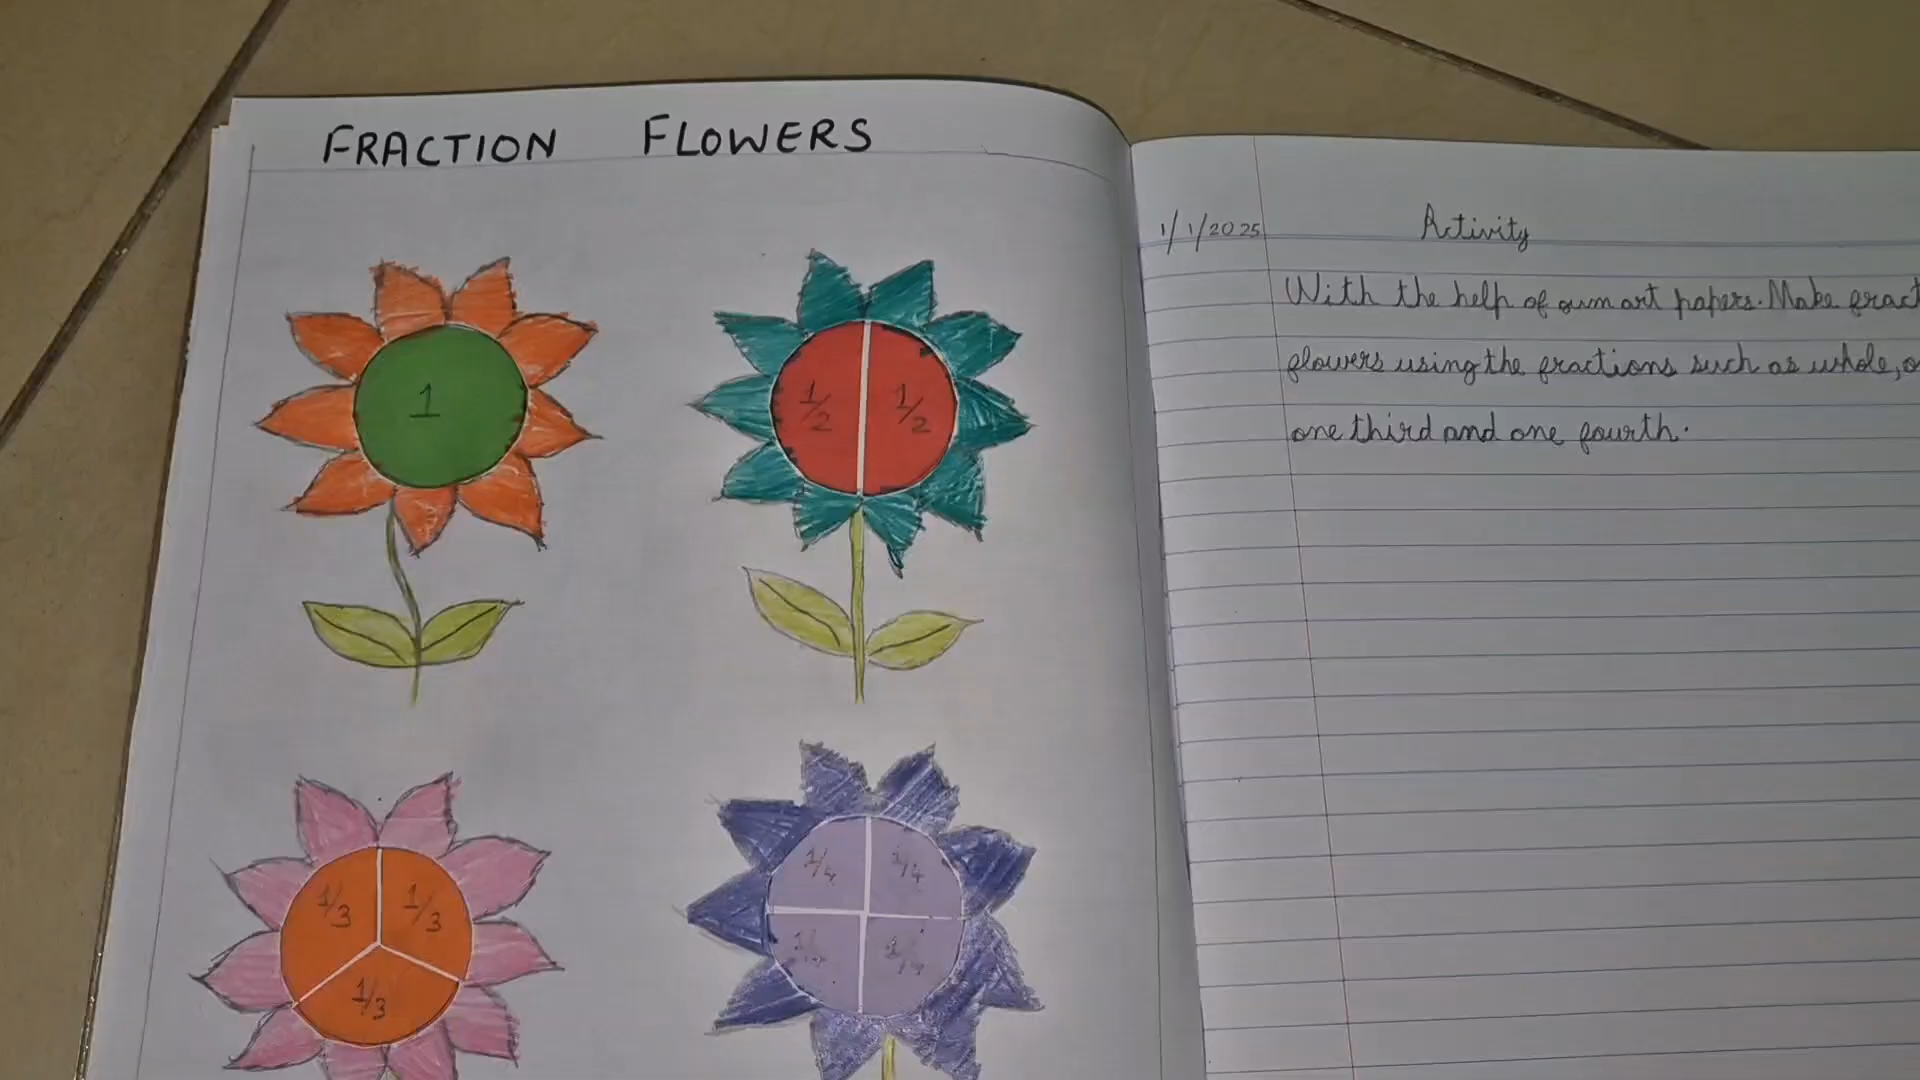 FRACTION FLOWERS
1
1/2 1/2
1/3 1/3
1/3
1/4 1/4
1/4
1/1/2025 Activity
With the help of gum art papers. Make fract
flowers using the fractions such as whole, o
one third and one fourth.